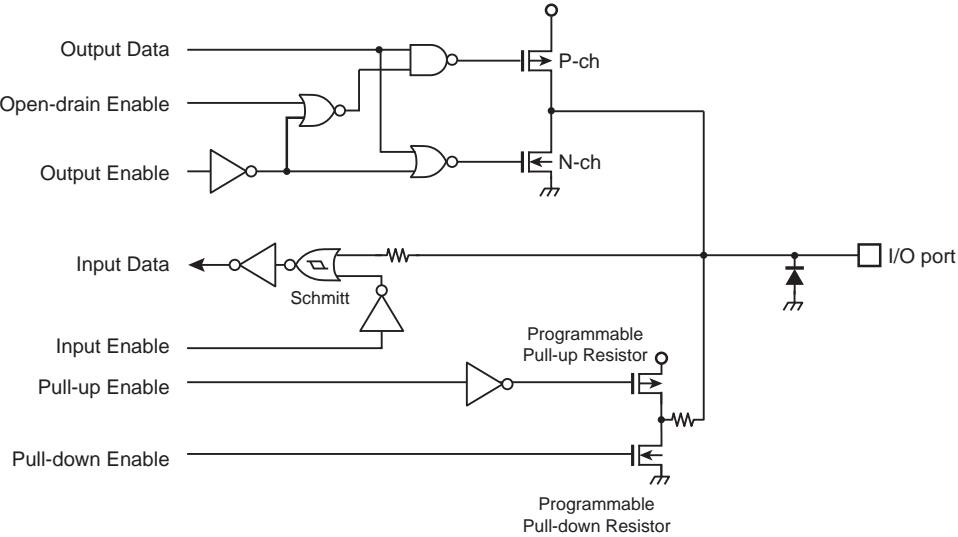 Output Data
P-ch
Open-drain Enable
Output Enable
N-ch
Input Data
Schmitt
I/O port
Input Enable
Programmable
Pull-up Resistor
Pull-up Enable
Pull-down Enable
Programmable
Pull-down Resistor